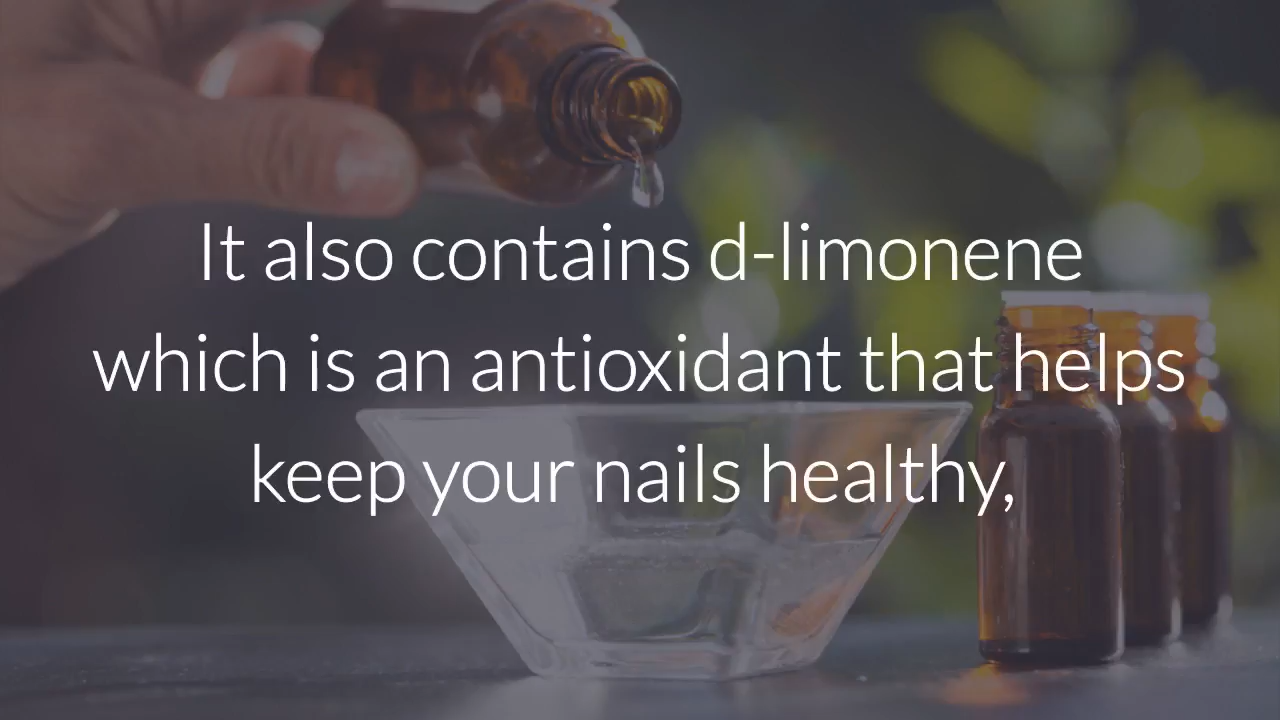 It also contains d-limonene
which is an antioxidant that helps
keep your nails healthy,